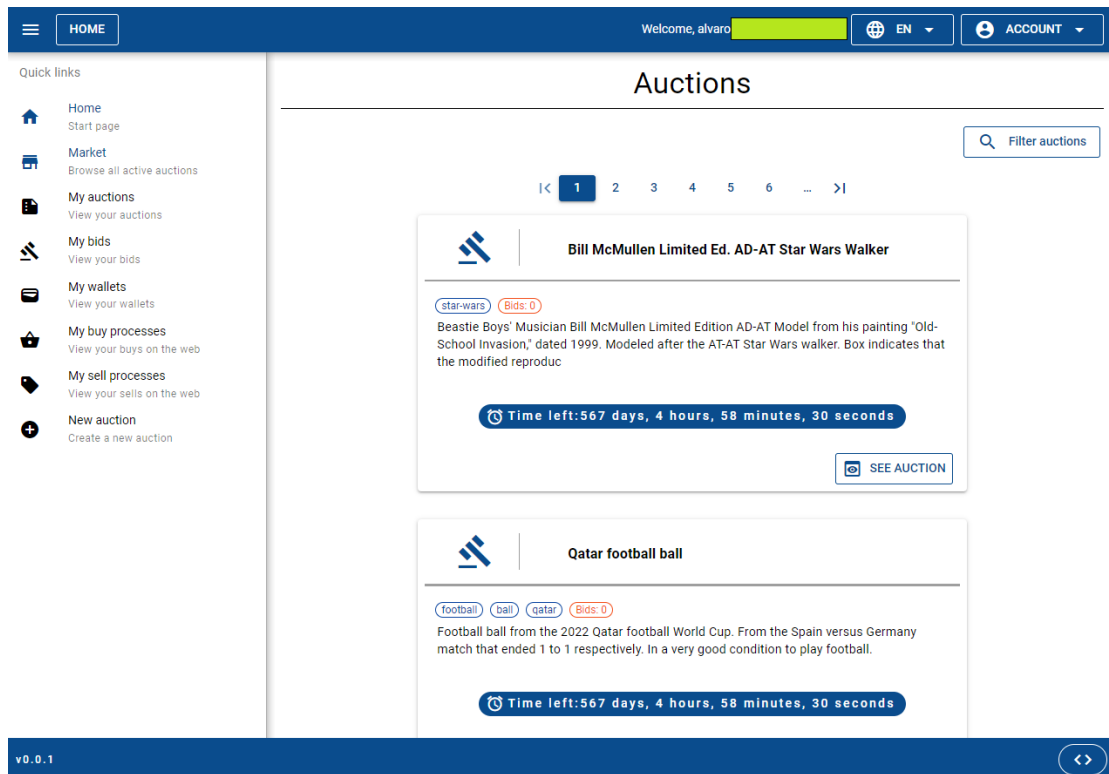 HOME
Welcome, alvaro
EN
ACCOUNT
Quick links
Home
Start page
Market
Browse all active auctions
My auctions
View your auctions
My bids
View your bids
My wallets
View your wallets
My buy processes
View your buys on the web
My sell processes
View your sells on the web
New auction
Create a new auction
Auctions
Filter auctions
1 2 3 4 5 6 ...
Bill McMullen Limited Ed. AD-AT Star Wars Walker
star-wars Bids: 0
Beastie Boys' Musician Bill McMullen Limited Edition AD-AT Model from his painting "Old-
School Invasion," dated 1999. Modeled after the AT-AT Star Wars walker. Box indicates that
the modified reproduc
Time left:567 days, 4 hours, 58 minutes, 30 seconds
SEE AUCTION
Qatar football ball
football ball qatar Bids: 0
Football ball from the 2022 Qatar football World Cup. From the Spain versus Germany
match that ended 1 to 1 respectively. In a very good condition to play football.
Time left:567 days, 4 hours, 58 minutes, 30 seconds
v0.0.1